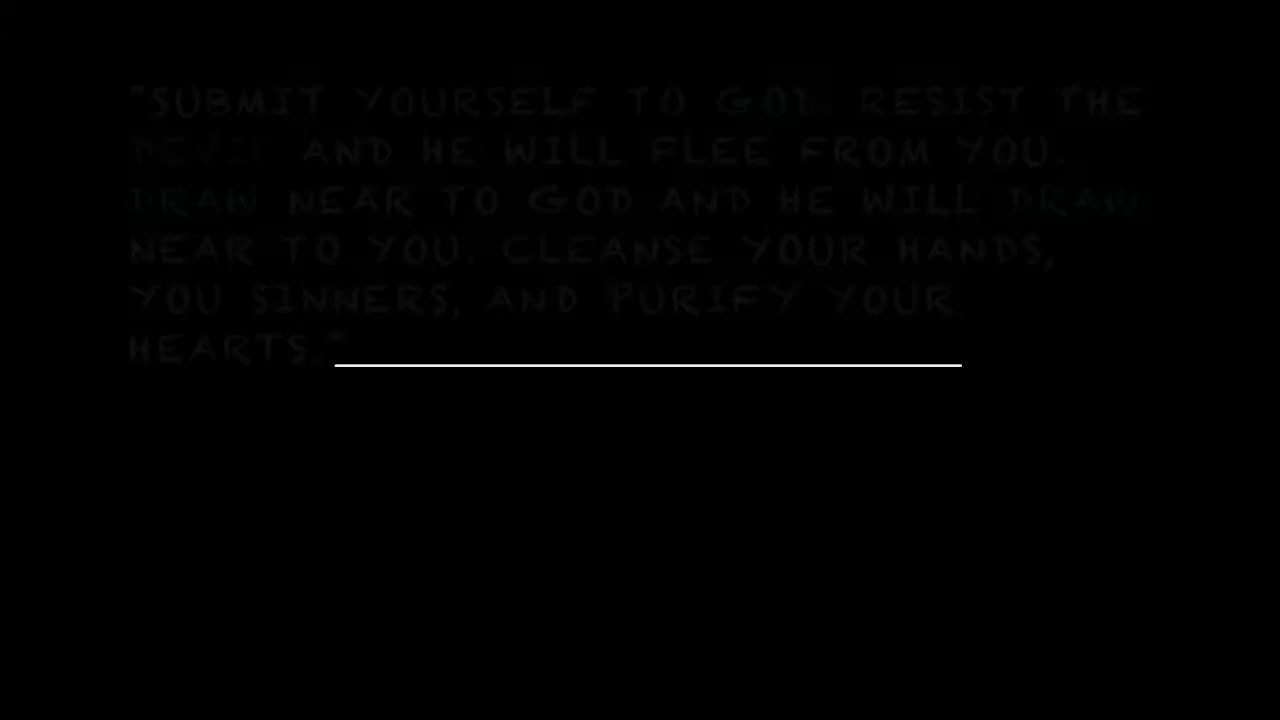 "SUBMIT YOURSELF TO GOD. RESIST THE
DEVIL AND HE WILL FLEE FROM YOU.
DRAW NEAR TO GOD AND HE WILL DRAW
NEAR TO YOU. CLEANSE YOUR HANDS,
YOU SINNERS, AND PURIFY YOUR
HEARTS."